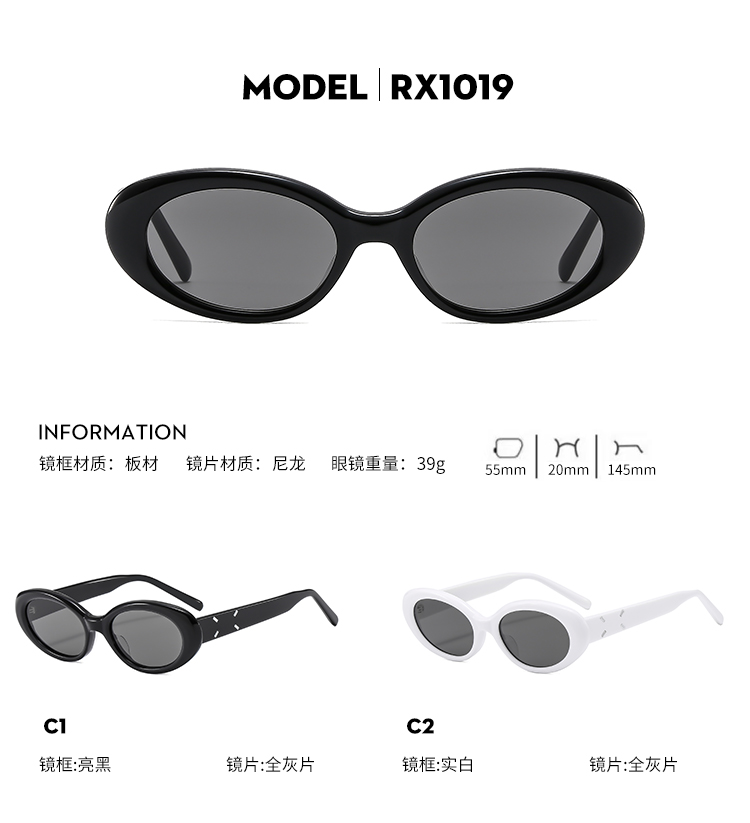 MODEL | RX1019
INFORMATION
镜框材质：板材 镜片材质：尼龙 眼镜重量：39g
55mm 20mm 145mm
C1 C2
镜框:亮黑 镜片:全灰片 镜框:实白 镜片:全灰片